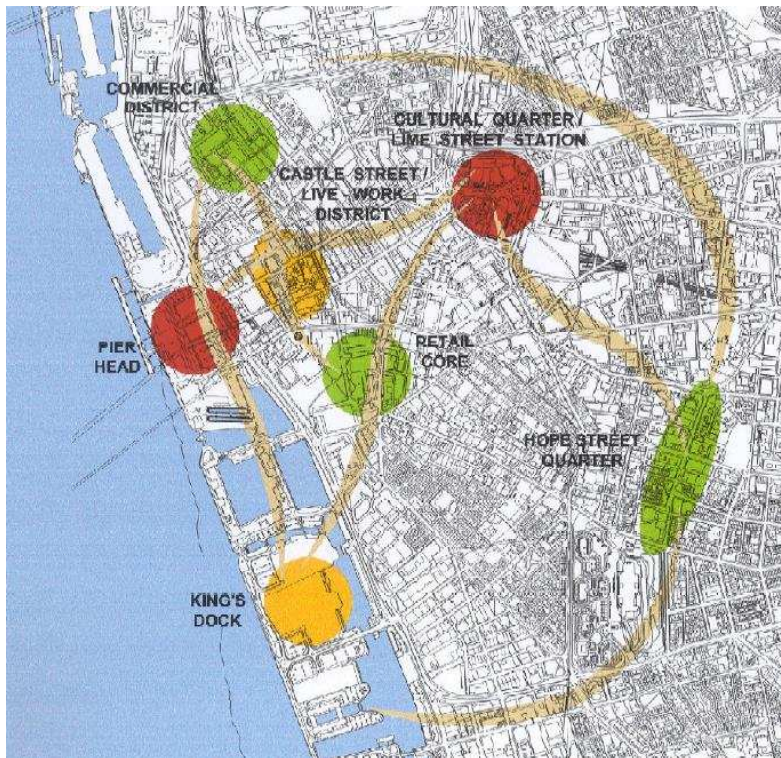 COMMERCIAL
DISTRICT
CULTURAL QUARTER /
LIME STREET STATION
CASTLE STREET /
LIVE - WORK
DISTRICT
PIER
HEAD
RETAIL
CORE
HOPE STREET
QUARTER
KING'S
DOCK